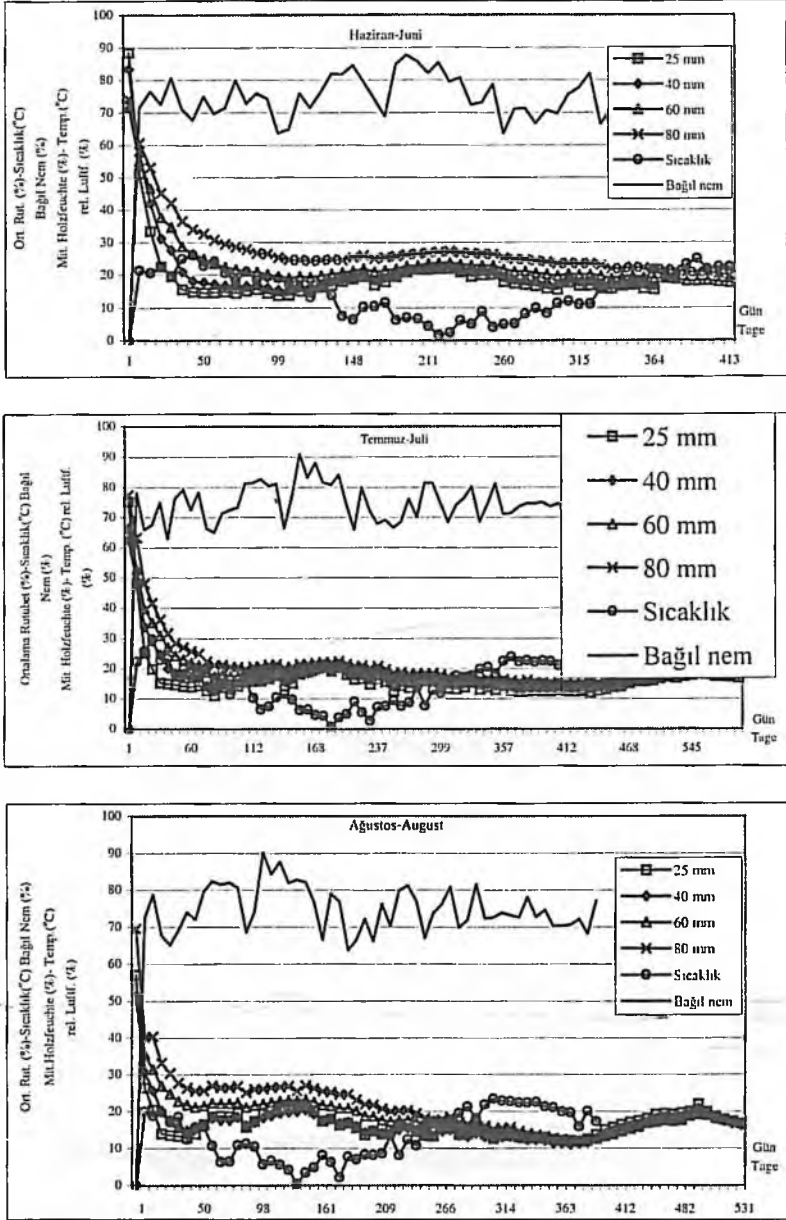 Haziran-Juni
Ort. Rut. (%)-Sıcaklık(°C)
Bağıl Nem (%)
Mit. Holzfeuchte (%)- Temp.(°C)
rel. Luftf. (%)
100
90
80
70
60
50
40
30
20
10
0
25 mm
40 mm
60 mm
80 mm
Sıcaklık
Bağıl nem
1 50 99 148 211 260 315 364 413
Gün
Tage
Temmuz-Juli
Ortalama Rutubet (%)-Sıcaklık(°C) Bağıl
Nem (%)
Mit. Holzfeuchte (%)- Temp. (°C) rel. Luftf.
(%)
100
90
80
70
60
50
40
30
20
10
0
25 mm
40 mm
60 mm
80 mm
Sıcaklık
Bağıl nem
1 60 112 163 237 299 357 412 468 545
Gün
Tage
Ağustos-August
Ort. Rut. (%)-Sıcaklık(°C) Bağıl Nem (%)
Mit.Holzfeuchte (%)- Temp.(°C)
rel. Luftf. (%)
100
90
80
70
60
50
40
30
20
10
0
25 mm
40 mm
60 mm
80 mm
Sıcaklık
Bağıl nem
1 50 98 161 209 266 314 363 412 482 531
Gün
Tage